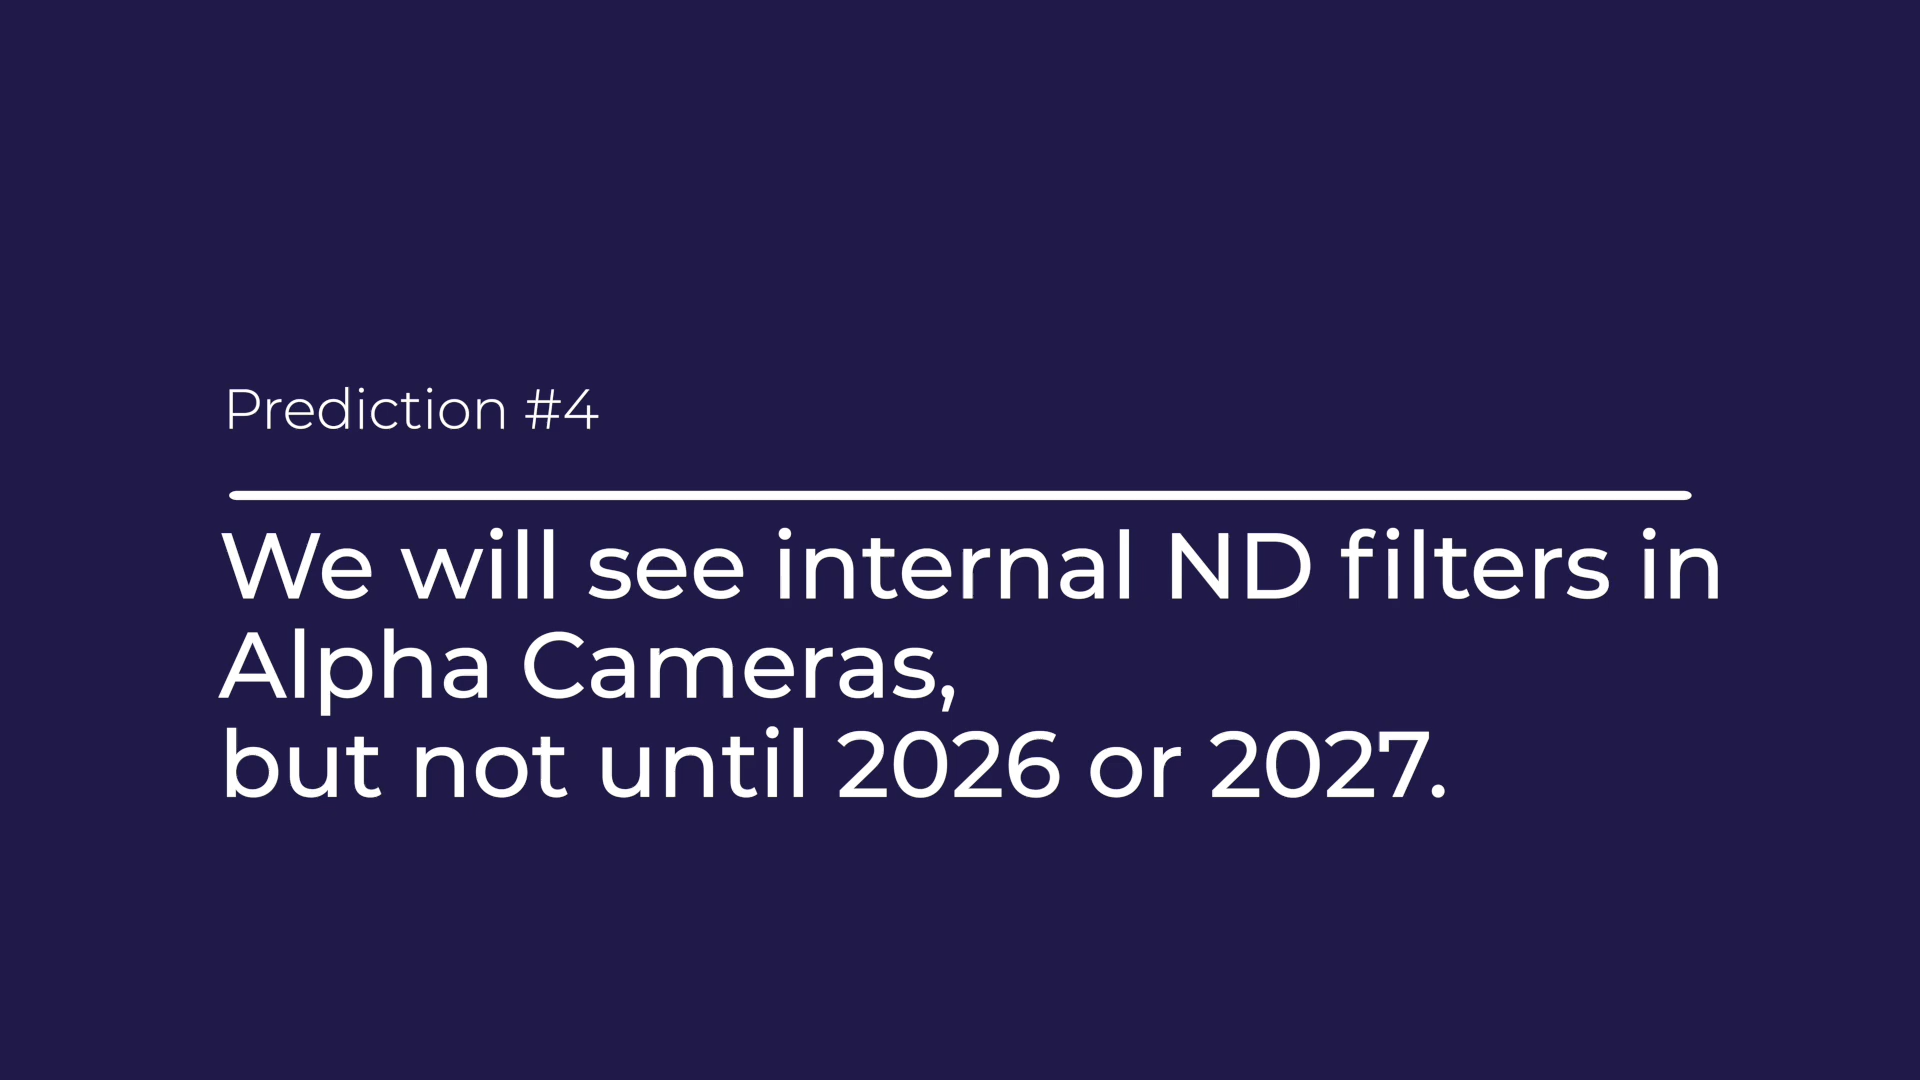 Prediction #4
We will see internal ND filters in
Alpha Cameras,
but not until 2026 or 2027.